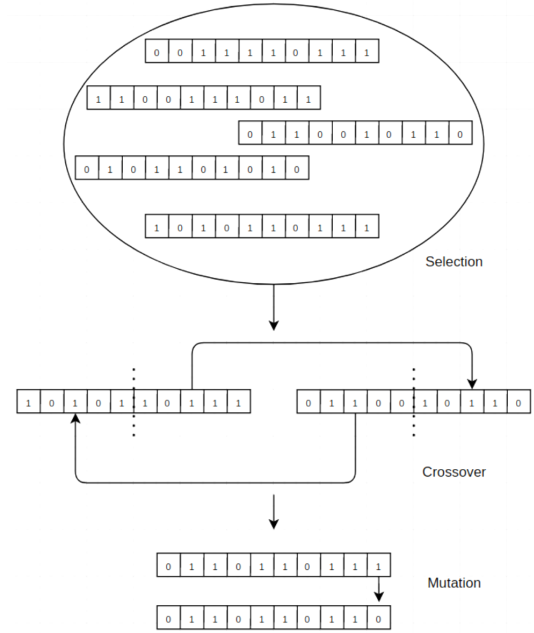 0 0 1 1 1 1 0 1 1 1
1 1 0 0 1 1 1 0 1 1
0 1 1 0 0 1 0 1 1 0
0 1 0 1 1 0 1 0 1 0
1 0 1 0 1 1 0 1 1 1
Selection
1 0 1 0 1 1 0 1 1 1 0 1 1 0 0 1 0 1 1 0
Crossover
0 1 1 0 1 1 0 1 1 1
Mutation
0 1 1 0 1 1 0 1 1 0